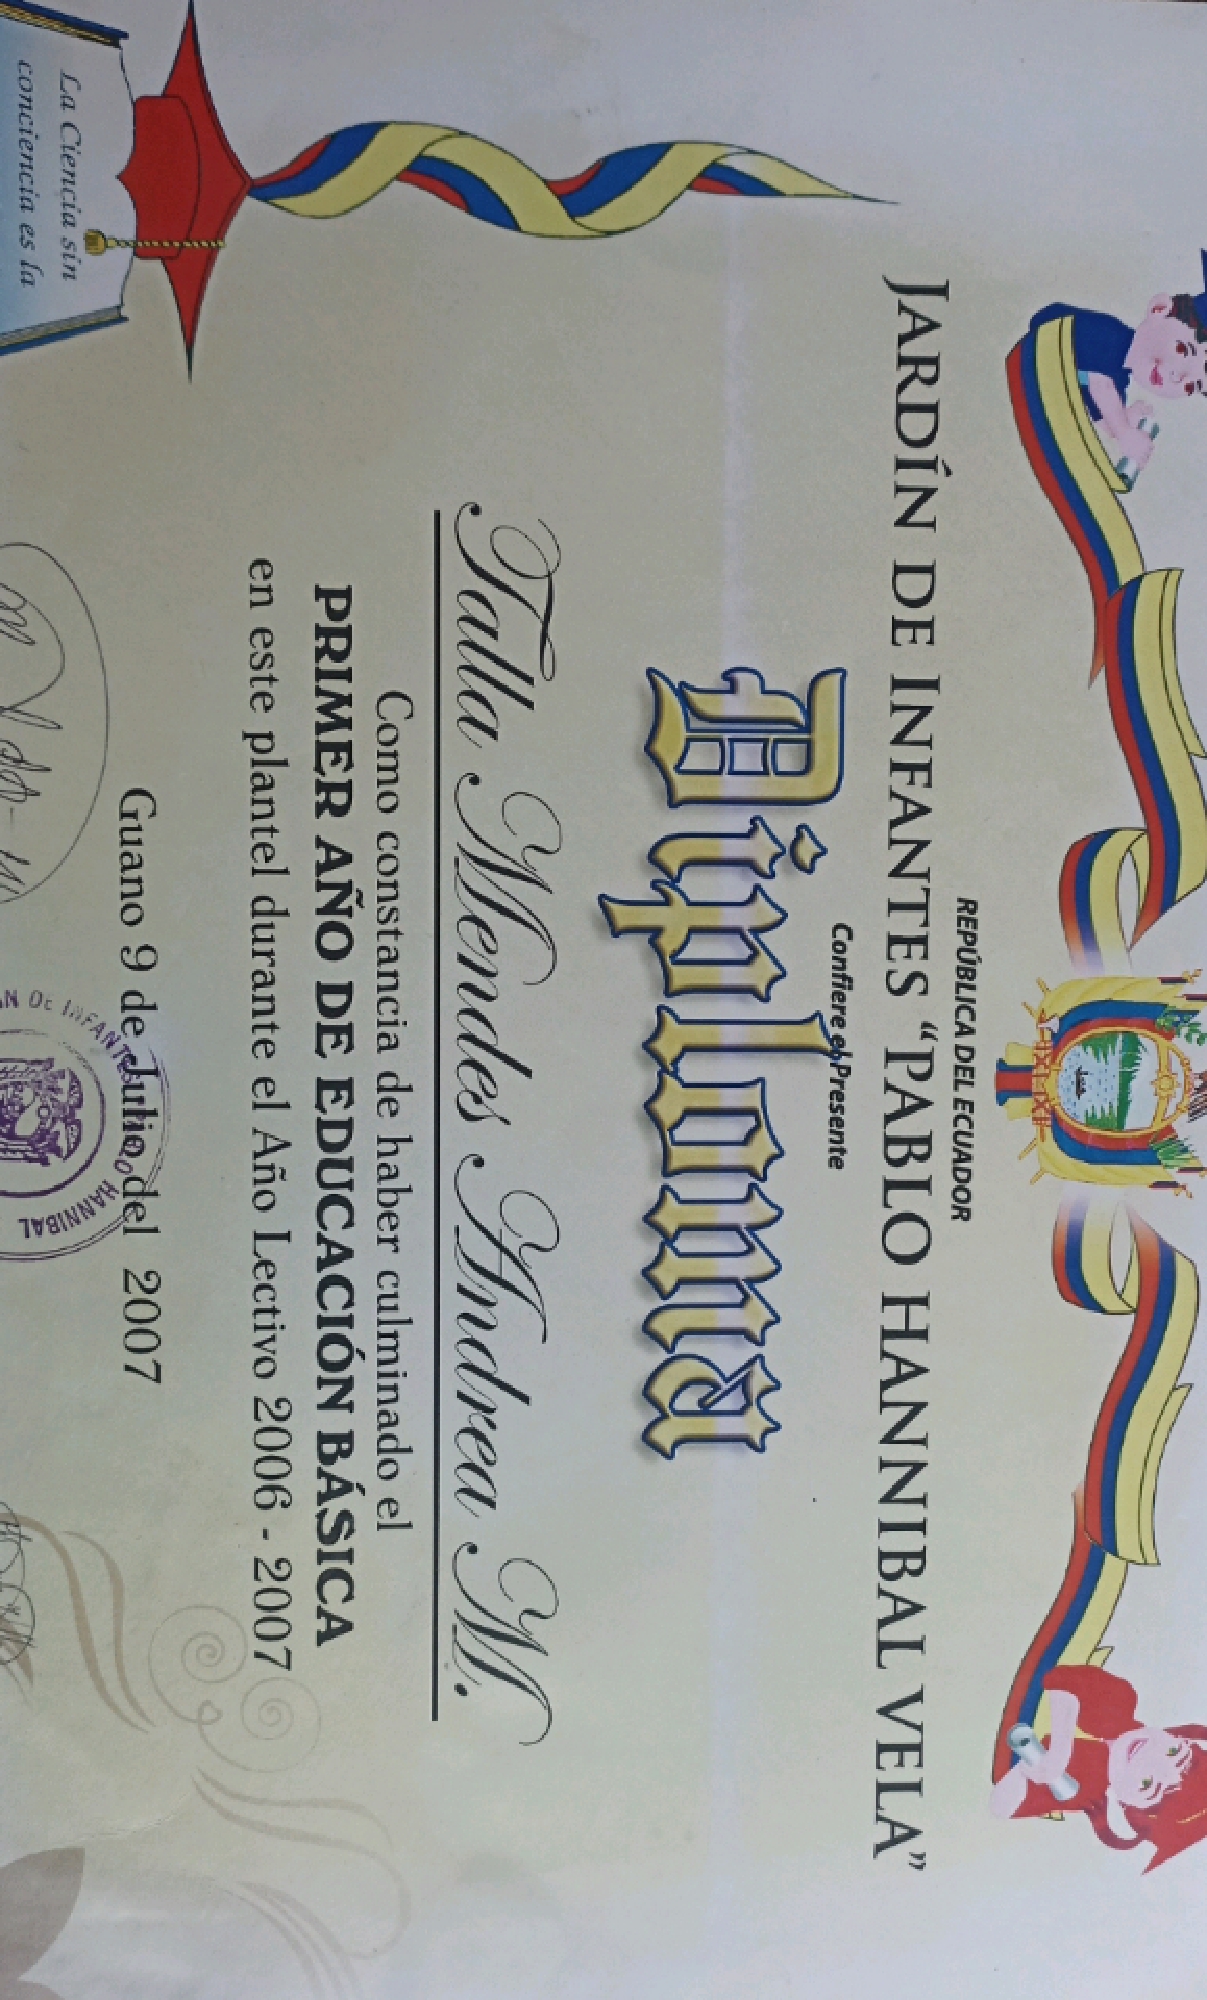 REPÚBLICA DEL ECUADOR
JARDÍN DE INFANTES “PABLO HANNIBAL VELA”
Confiere el Presente
Diploma
Talla Mendes Andrea M.
Como constancia de haber culminado el
PRIMER AÑO DE EDUCACIÓN BÁSICA
en este plantel durante el Año Lectivo 2006 - 2007
Guano 9 de Julio del 2007
La Ciencia sin
conciencia es la
DE INFANTES
HANNIBAL